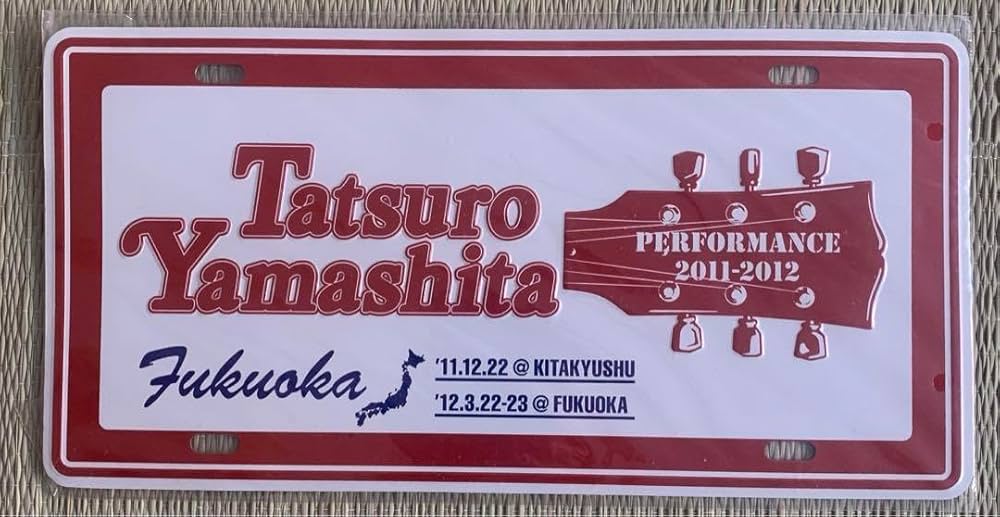 Tatsuro
Yamashita
PERFORMANCE
2011-2012
Fukuoka
'11.12.22 @ KITAKYUSHU
'12.3.22-23 @ FUKUOKA